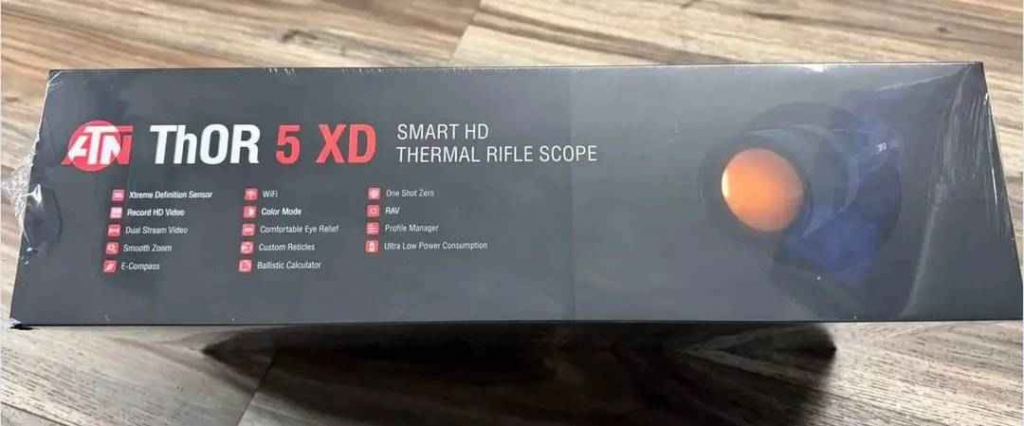 ATN ThOR 5 XD
SMART HD
THERMAL RIFLE SCOPE
Xtreme Definition Sensor
Record HD Video
Dual Stream Video
Smooth Zoom
E-Compass
WiFi
Color Mode
Comfortable Eye Relief
Custom Reticles
Ballistic Calculator
One Shot Zero
RAV
Profile Manager
Ultra Low Power Consumption